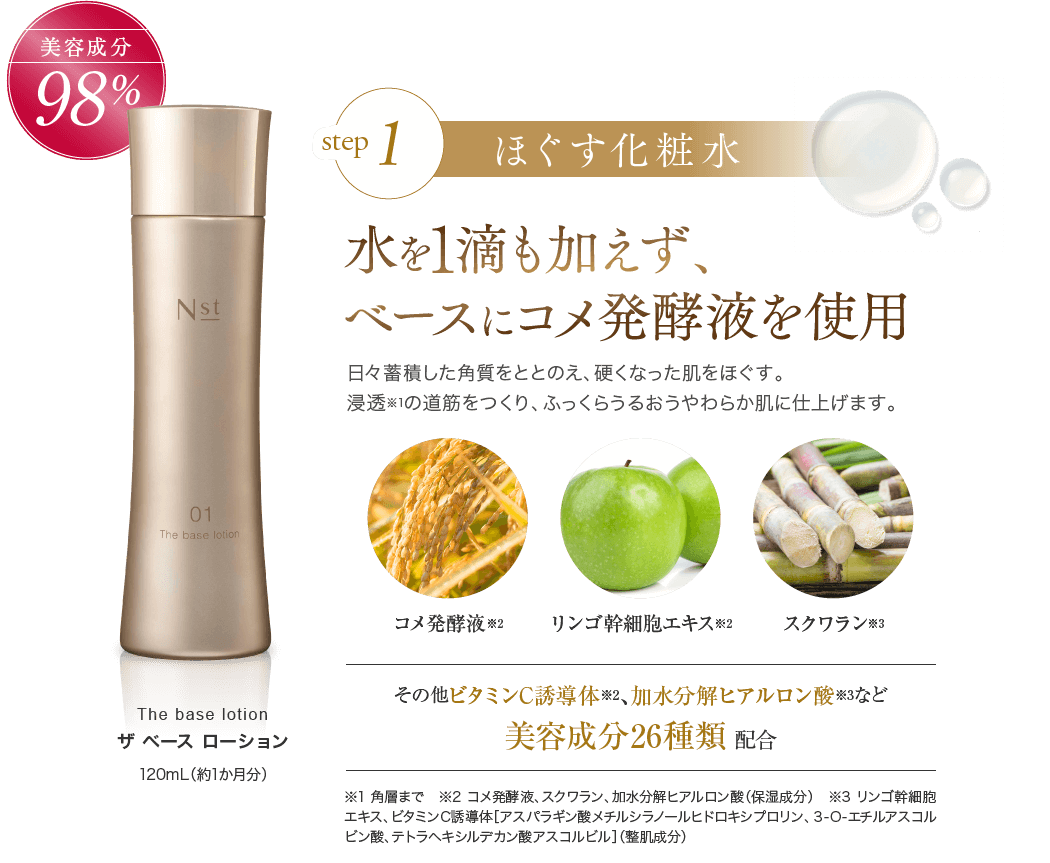 美容成分
98%
step 1
ほぐす化粧水
水を1滴も加えず、
ベースにコメ発酵液を使用
日々蓄積した角質をととのえ、硬くなった肌をほぐす。
浸透※1の道筋をつくり、ふっくらうるおうやわらか肌に仕上げます。
Nst
01
The base lotion
コメ発酵液※2
リンゴ幹細胞エキス※2
スクワラン※3
その他ビタミンC誘導体※2、加水分解ヒアルロン酸※3など
美容成分26種類 配合
The base lotion
ザ ベース ローション
120mL（約1か月分）
※1 角層まで　※2 コメ発酵液、スクワラン、加水分解ヒアルロン酸（保湿成分）　※3 リンゴ幹細胞
エキス、ビタミンC誘導体［アスパラギン酸メチルシラノールヒドロキシプロリン、3-O-エチルアスコル
ビン酸、テトラヘキシルデカン酸アスコルビル］（整肌成分）